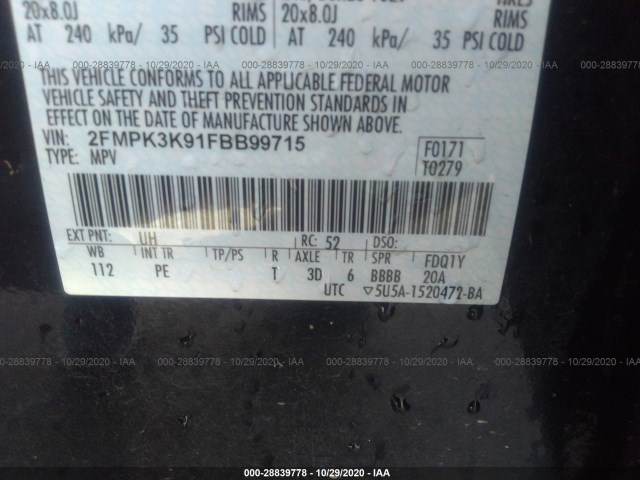 20x8.0J RIMS 20x8.0J RIMS
AT 240 kPa/ 35 PSI COLD AT 240 kPa/ 35 PSI COLD
THIS VEHICLE CONFORMS TO ALL APPLICABLE FEDERAL MOTOR
VEHICLE SAFETY AND THEFT PREVENTION STANDARDS IN
EFFECT ON THE DATE OF MANUFACTURE SHOWN ABOVE.
VIN: 2FMPK3K91FBB99715 F0171
TYPE: MPV T0279
EXT PNT: UH RC: 52 DSO:
WB INT TR TP/PS R AXLE TR SPR FDQ1Y
112 PE T 3D 6 BBBB 20A
UTC ▽5U5A-1520472-BA
000-28839778 - 10/29/2020 - IAA